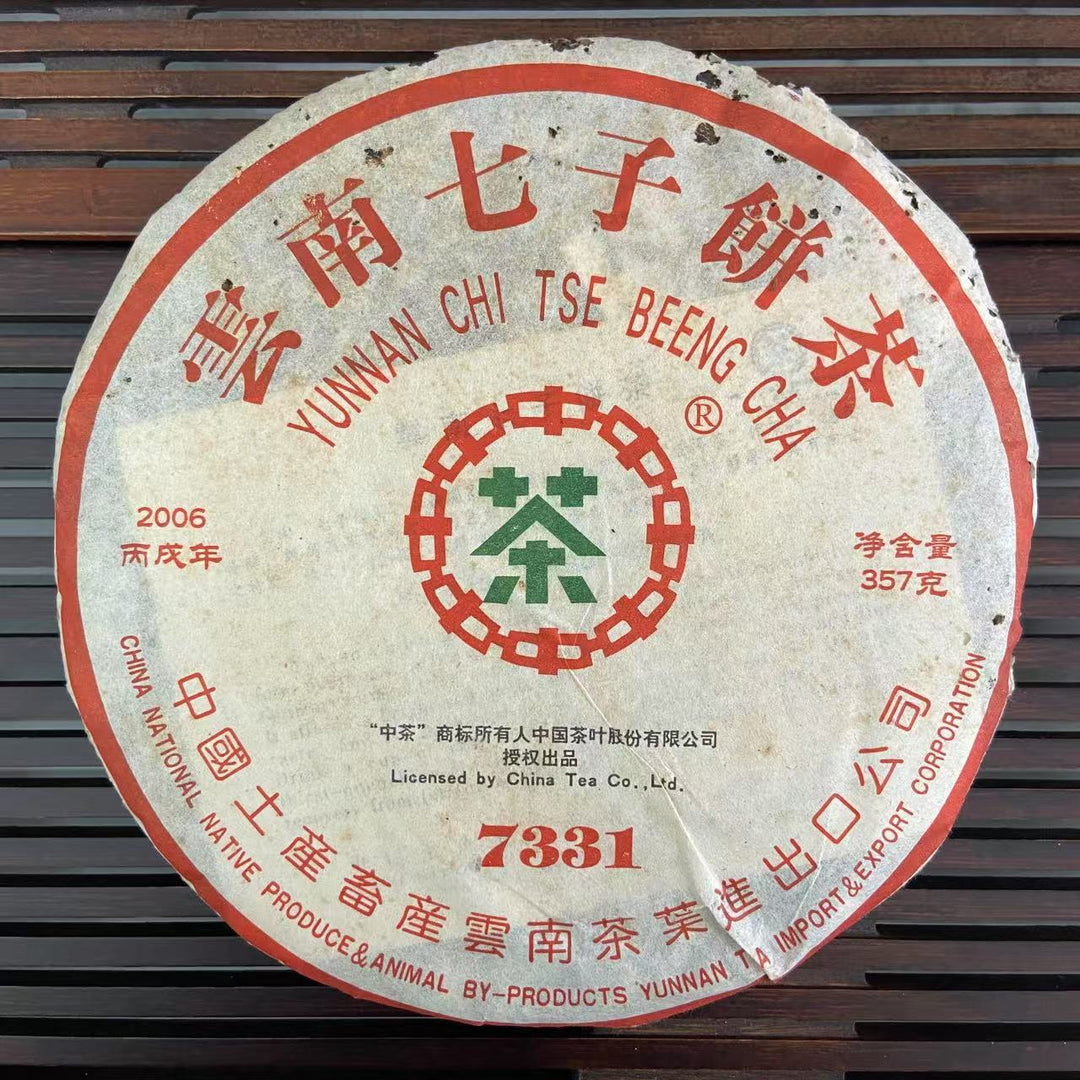 雲南七子餅茶
YUNNAN CHI TSE BEENG CHA
®
茶
2006
丙戌年
净含量
357克
“中茶”商标所有人中国茶叶股份有限公司
授权出品
Licensed by China Tea Co.,Ltd.
7331
中國土産畜産雲南茶葉進出口公司
CHINA NATIONAL NATIVE PRODUCE&ANIMAL BY-PRODUCTS YUNNAN T A IMPORT&EXPORT CORPORATION